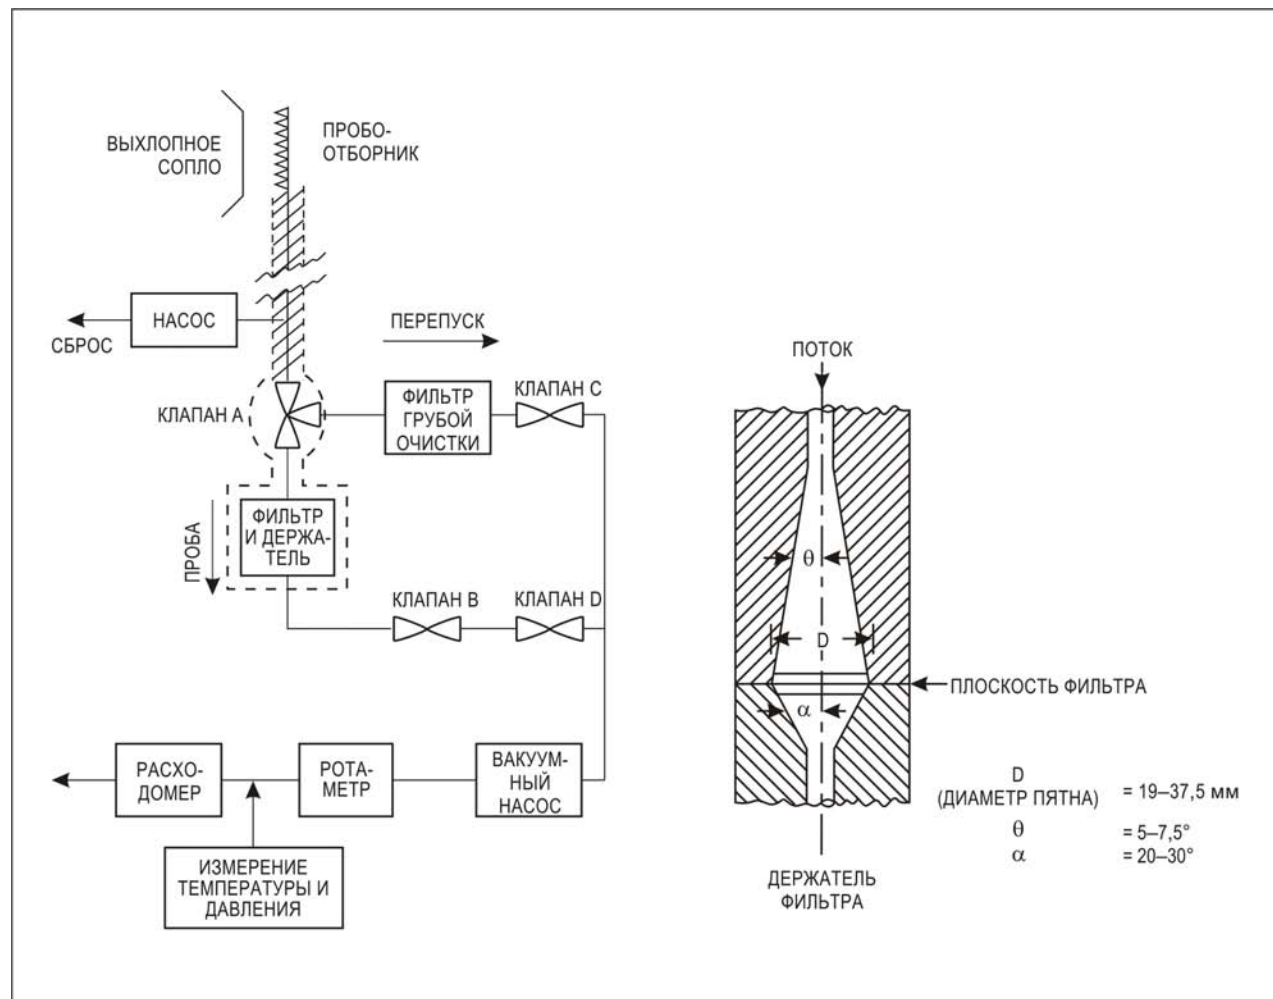 ВЫХЛОПНОЕ
СОПЛО
ПРОБО-
ОТБОРНИК
НАСОС
СБРОС
ПЕРЕПУСК
КЛАПАН A
ФИЛЬТР
ГРУБОЙ
ОЧИСТКИ
КЛАПАН C
ПРОБА
ФИЛЬТР
И ДЕРЖА-
ТЕЛЬ
КЛАПАН B
КЛАПАН D
РАСХО-
ДОМЕР
РОТА-
МЕТР
ВАКУУМ-
НЫЙ
НАСОС
ИЗМЕРЕНИЕ
ТЕМПЕРАТУРЫ И
ДАВЛЕНИЯ
ПОТОК
θ
D
α
ПЛОСКОСТЬ ФИЛЬТРА
ДЕРЖАТЕЛЬ
ФИЛЬТРА
D
(ДИАМЕТР ПЯТНА) = 19–37,5 мм
θ = 5–7,5°
α = 20–30°